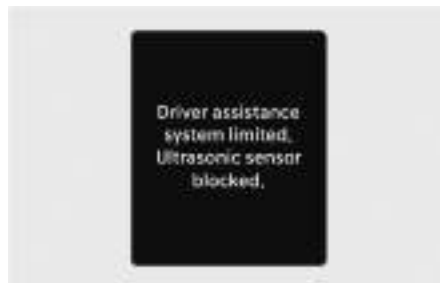 Driver assistance
system limited.
Ultrasonic sensor
blocked.